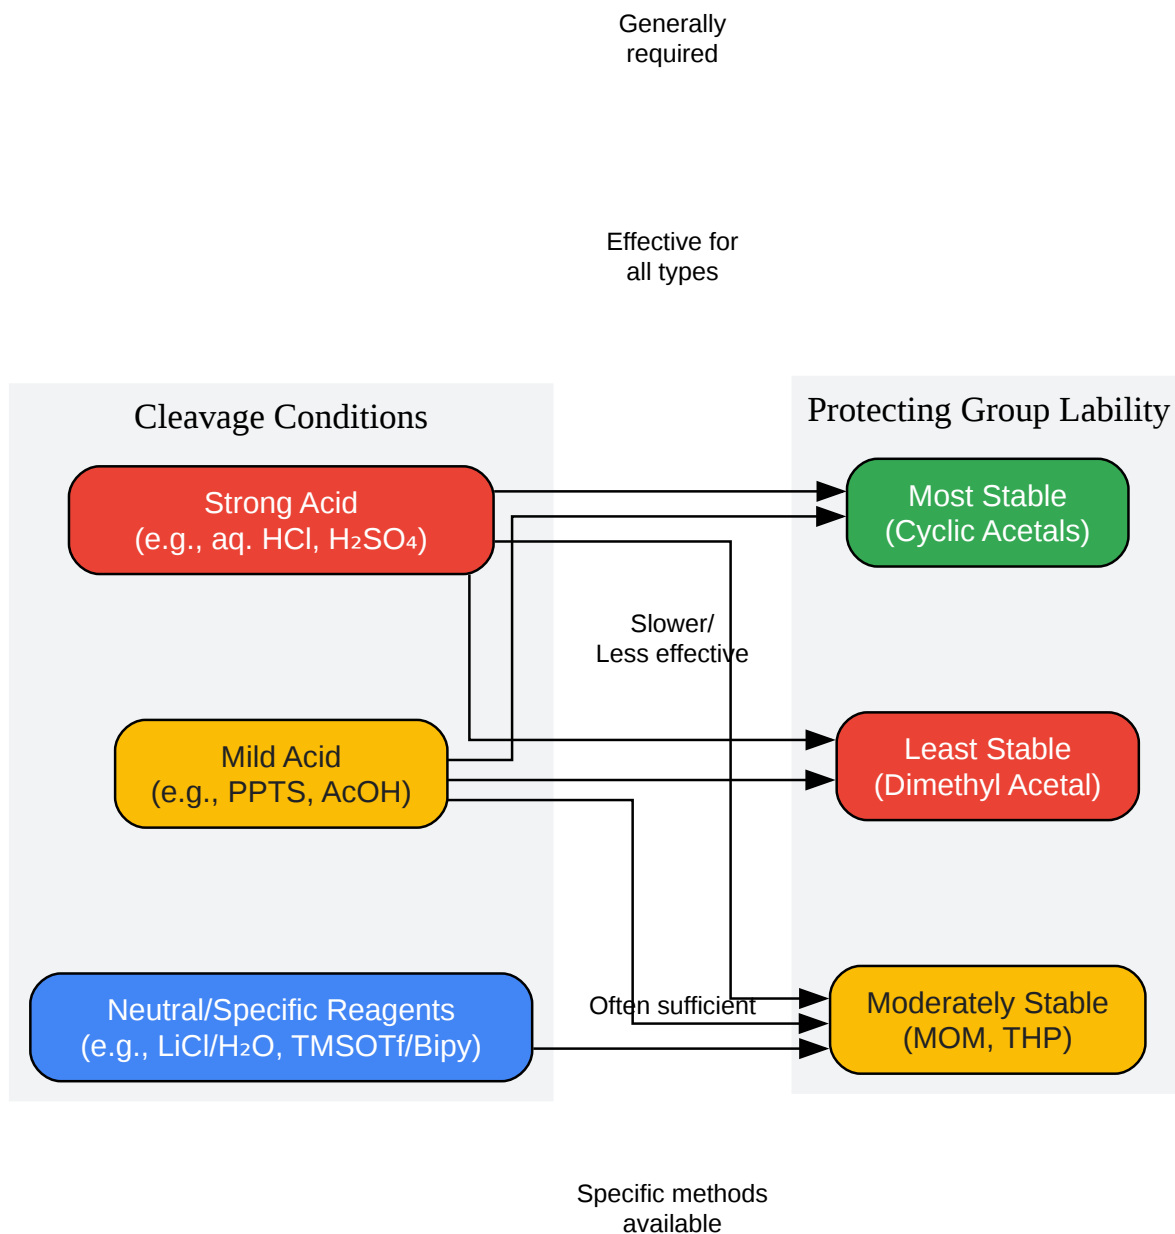 Generally
required
Effective for
all types
Cleavage Conditions
Protecting Group Lability
Strong Acid
(e.g., aq. HCl, H₂SO₄)
Most Stable
(Cyclic Acetals)
Slower/
Less effective
Mild Acid
(e.g., PPTS, AcOH)
Least Stable
(Dimethyl Acetal)
Neutral/Specific Reagents
(e.g., LiCl/H₂O, TMSOTf/Bipy)
Often sufficient
Moderately Stable
(MOM, THP)
Specific methods
available